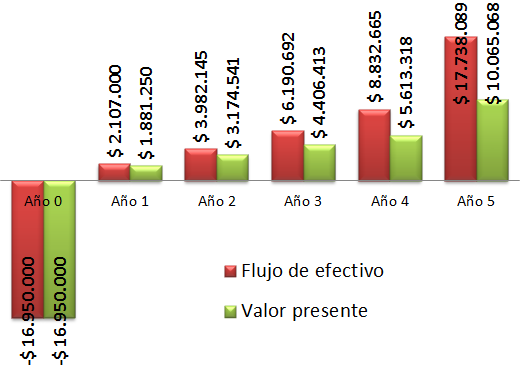 $ 2.107.000
$ 1.881.250
$ 3.982.145
$ 3.174.541
$ 6.190.692
$ 4.406.413
$ 8.832.665
$ 5.613.318
$ 17.738.089
$ 10.065.068
Año 0
Año 1
Año 2
Año 3
Año 4
Año 5
-$ 16.950.000
-$ 16.950.000
Flujo de efectivo
Valor presente